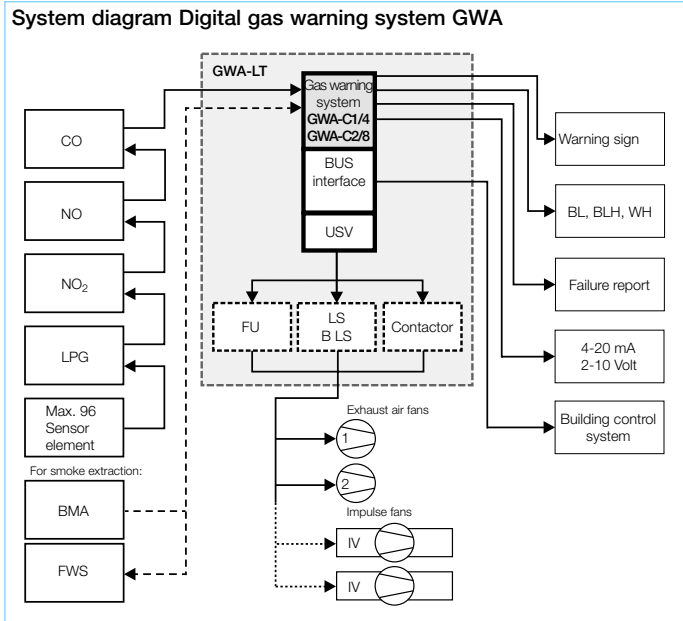 System diagram Digital gas warning system GWA
GWA-LT
Gas warning
system
GWA-C1/4
GWA-C2/8
BUS
interface
USV
FU
LS
B LS
Contactor
CO
NO
NO₂
LPG
Max. 96
Sensor
element
For smoke extraction:
BMA
FWS
Warning sign
BL, BLH, WH
Failure report
4-20 mA
2-10 Volt
Building control
system
Exhaust air fans
1
2
Impulse fans
IV
IV